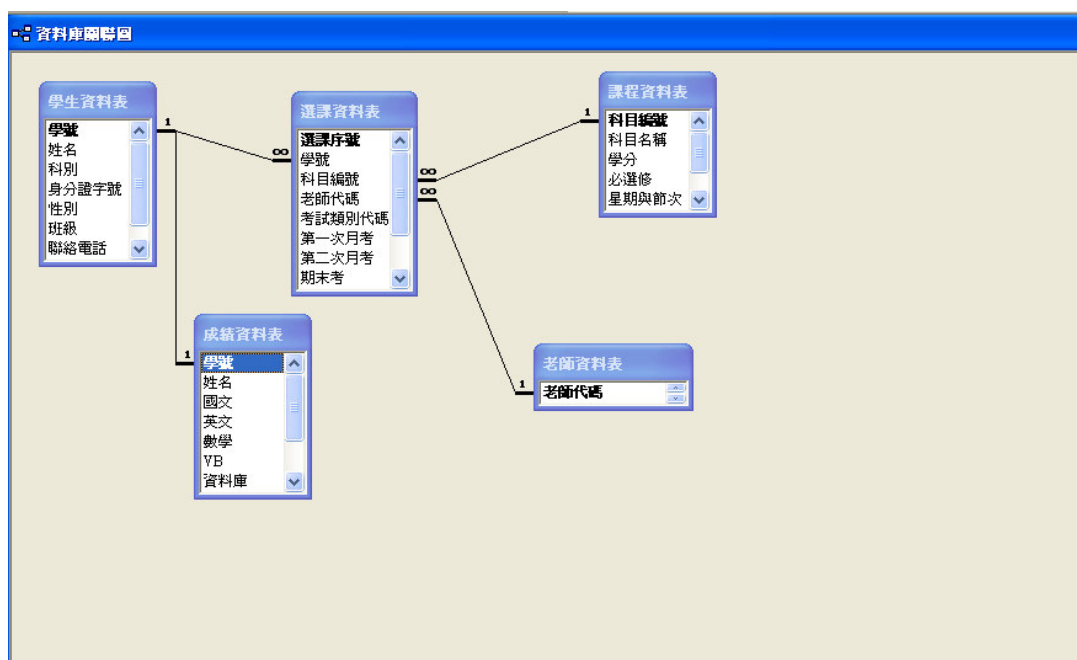 資料庫關聯圖
學生資料表
學號
姓名
科別
身分證字號
性別
班級
聯絡電話
1
∞
選課資料表
選課序號
學號
科目編號
老師代碼
考試類別代碼
第一次月考
第二次月考
期末考
∞
∞
1
課程資料表
科目編號
科目名稱
學分
必選修
星期與節次
1
成績資料表
學號
姓名
國文
英文
數學
VB
資料庫
1
老師資料表
老師代碼